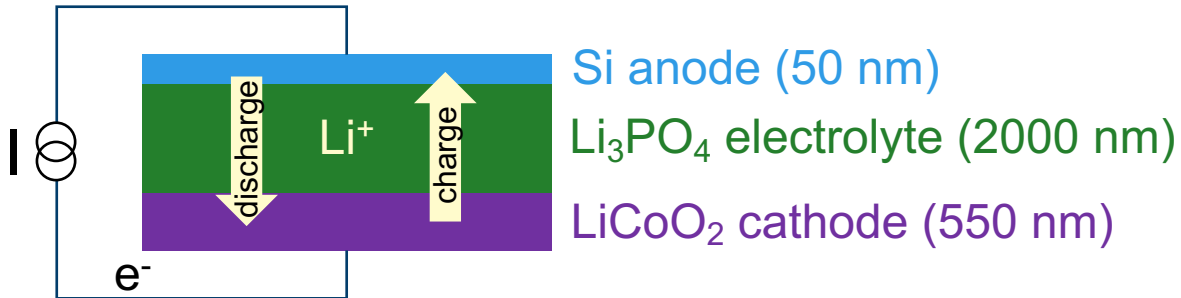 Si anode (50 nm)
discharge
Li⁺
charge
I
Li₃PO₄ electrolyte (2000 nm)
LiCoO₂ cathode (550 nm)
e⁻